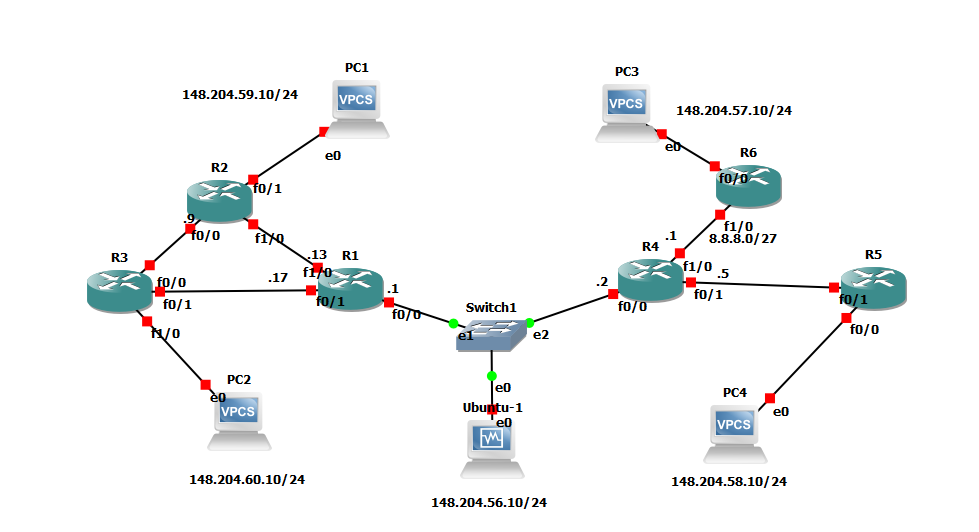 PC1
148.204.59.10/24
VPCS
e0
PC3
148.204.57.10/24
VPCS
e0
R2
f0/1
.9
f0/0
f1/0
R6
f0/0
f1/0
8.8.8.0/27
R3
f0/0
f0/1
f1/0
.17
.13
R1
f1/0
f0/1
.1
f0/0
Switch1
e1
e2
e0
.1
R4
f1/0
.2
f0/0
.5
f0/1
R5
f0/1
f0/0
PC2
e0
VPCS
148.204.60.10/24
Ubuntu-1
e0
148.204.56.10/24
PC4
e0
VPCS
148.204.58.10/24